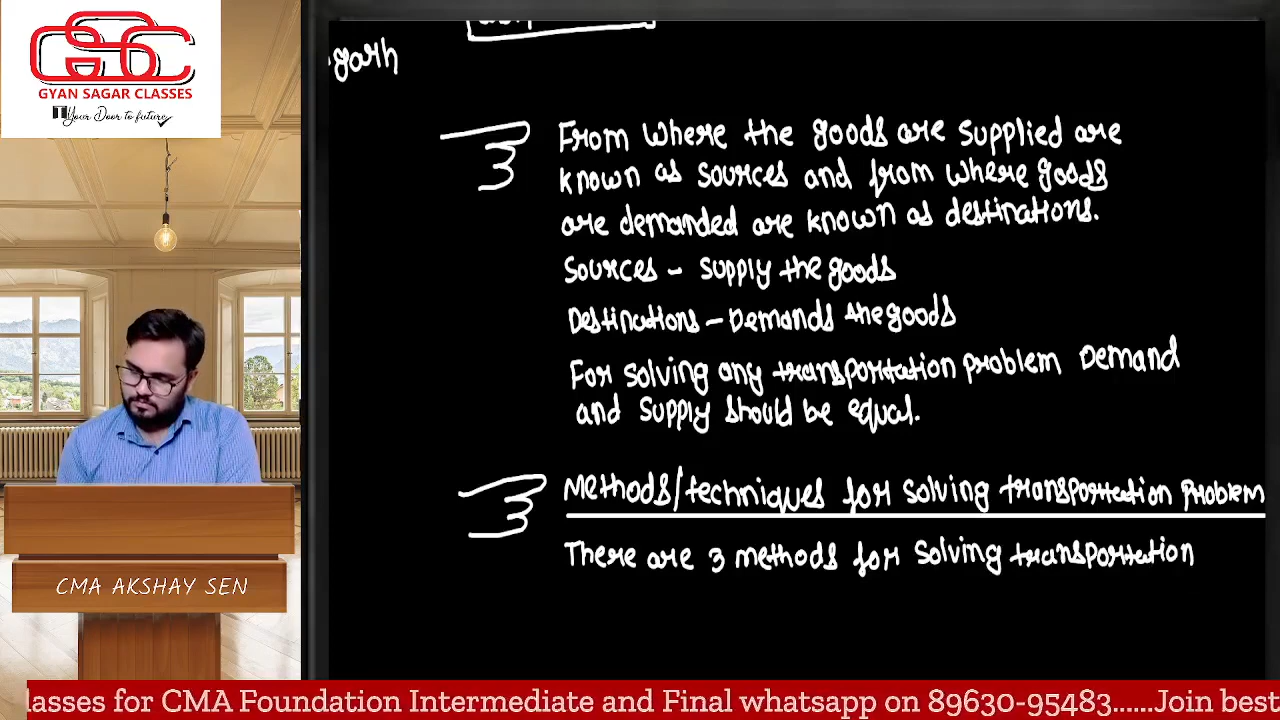 GSC
GYAN SAGAR CLASSES
Your Door to future
garh
From where the goods are supplied are
known as sources and from where goods
are demanded are known as destinations.
Sources - supply the goods
Destinations - Demands the goods
For solving any transportation problem Demand
and supply should be equal.
Methods/techniques for solving transportation problem
There are 3 methods for solving transportation
CMA AKSHAY SEN
lasses for CMA Foundation Intermediate and Final whatsapp on 89630-95483......Join best